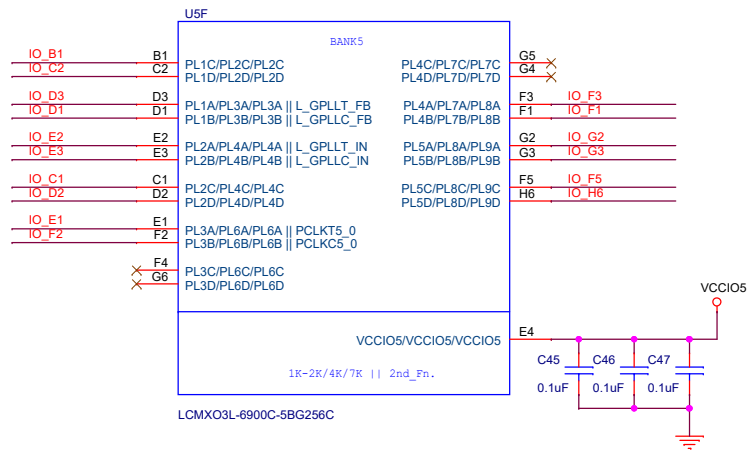 U5F
BANK5
IO_B1 B1 PL1C/PL2C/PL2C
IO_C2 C2 PL1D/PL2D/PL2D
IO_D3 D3 PL1A/PL3A/PL3A || L_GPLLT_FB
IO_D1 D1 PL1B/PL3B/PL3B || L_GPLLC_FB
IO_E2 E2 PL2A/PL4A/PL4A || L_GPLLT_IN
IO_E3 E3 PL2B/PL4B/PL4B || L_GPLLC_IN
IO_C1 C1 PL2C/PL4C/PL4C
IO_D2 D2 PL2D/PL4D/PL4D
IO_E1 E1 PL3A/PL6A/PL6A || PCLKT5_0
IO_F2 F2 PL3B/PL6B/PL6B || PCLKC5_0
F4 PL3C/PL6C/PL6C
G6 PL3D/PL6D/PL6D
PL4C/PL7C/PL7C G5
PL4D/PL7D/PL7D G4
PL4A/PL7A/PL8A F3 IO_F3
PL4B/PL7B/PL8B F1 IO_F1
PL5A/PL8A/PL9A G2 IO_G2
PL5B/PL8B/PL9B G3 IO_G3
PL5C/PL8C/PL9C F5 IO_F5
PL5D/PL8D/PL9D H6 IO_H6
VCCIO5
VCCIO5/VCCIO5/VCCIO5 E4
C45 C46 C47
0.1uF 0.1uF 0.1uF
1K-2K/4K/7K || 2nd_Fn.
LCMXO3L-6900C-5BG256C